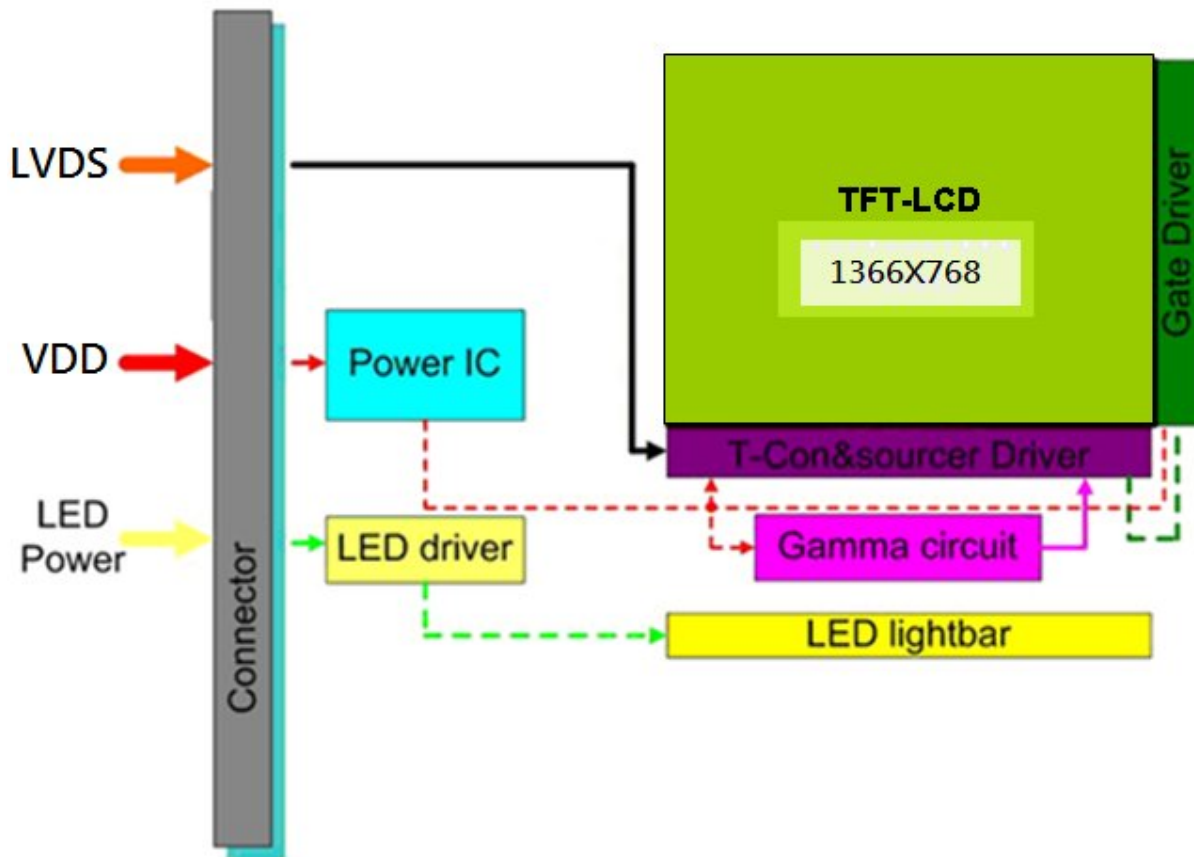 LVDS
VDD
LED
Power
Connector
Power IC
LED driver
TFT-LCD
1366X768
Gate Driver
T-Con&sourcer Driver
Gamma circuit
LED lightbar